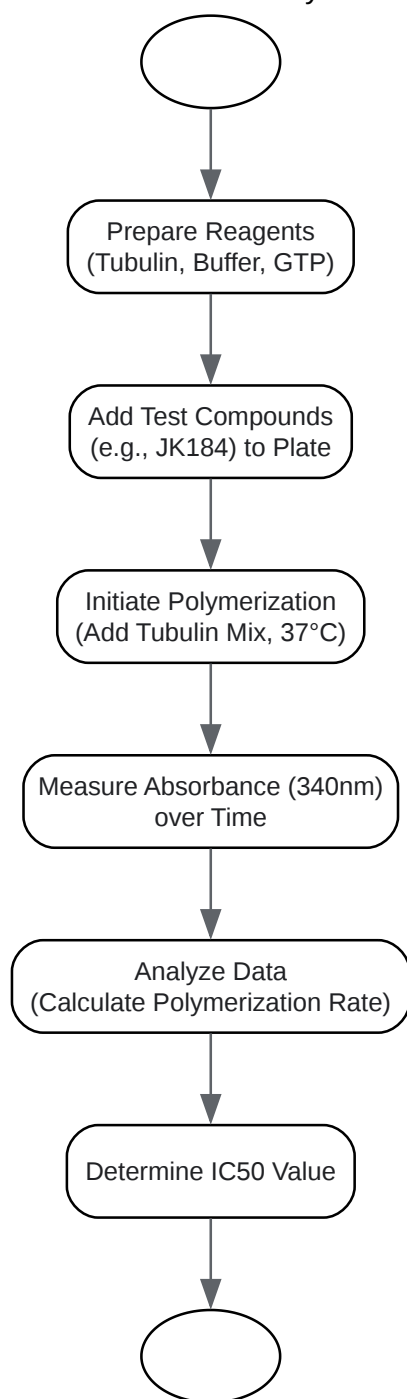 Prepare Reagents
(Tubulin, Buffer, GTP)
Add Test Compounds
(e.g., JK184) to Plate
Initiate Polymerization
(Add Tubulin Mix, 37°C)
Measure Absorbance (340nm)
over Time
Analyze Data
(Calculate Polymerization Rate)
Determine IC50 Value